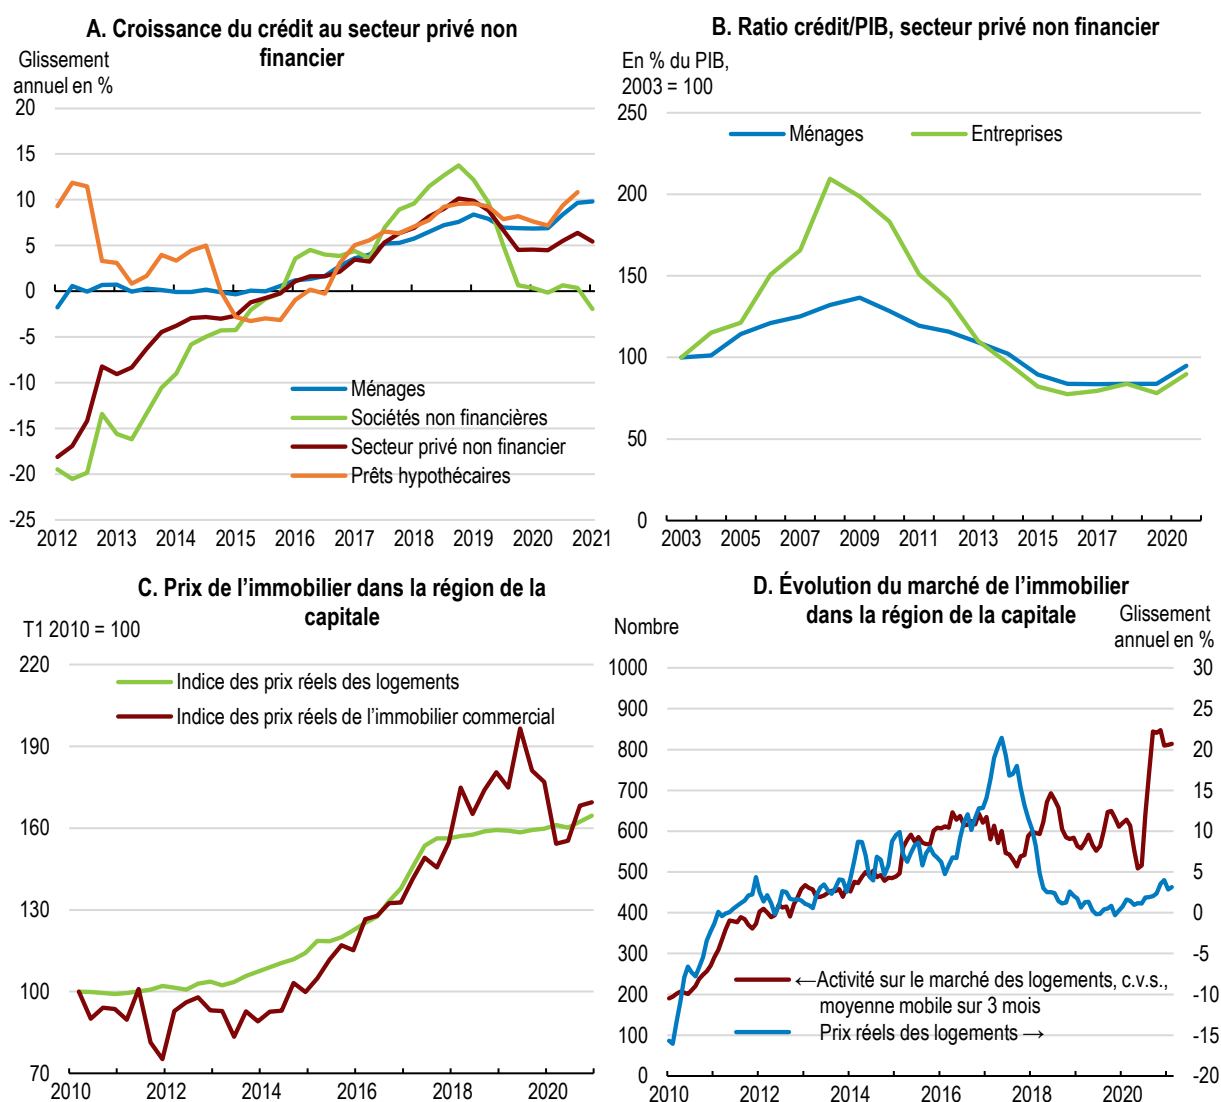 A. Croissance du crédit au secteur privé non
financier
Glissement
annuel en %
20
15
10
5
0
-5
-10
-15
-20
-25
Ménages
Sociétés non financières
Secteur privé non financier
Prêts hypothécaires
2012 2013 2014 2015 2016 2017 2018 2019 2020 2021
B. Ratio crédit/PIB, secteur privé non financier
En % du PIB,
2003 = 100
250
200
150
100
50
0
Ménages Entreprises
2003 2005 2007 2009 2011 2013 2015 2017 2020
C. Prix de l’immobilier dans la région de la
capitale
T1 2010 = 100
220
190
160
130
100
70
Indice des prix réels des logements
Indice des prix réels de l’immobilier commercial
2010 2012 2014 2016 2018 2020
D. Évolution du marché de l’immobilier
dans la région de la capitale
Nombre
Glissement
annuel en %
1000
900
800
700
600
500
400
300
200
100
0
30
25
20
15
10
5
0
-5
-10
-15
-20
←Activité sur le marché des logements, c.v.s.,
moyenne mobile sur 3 mois
Prix réels des logements →
2010 2012 2014 2016 2018 2020